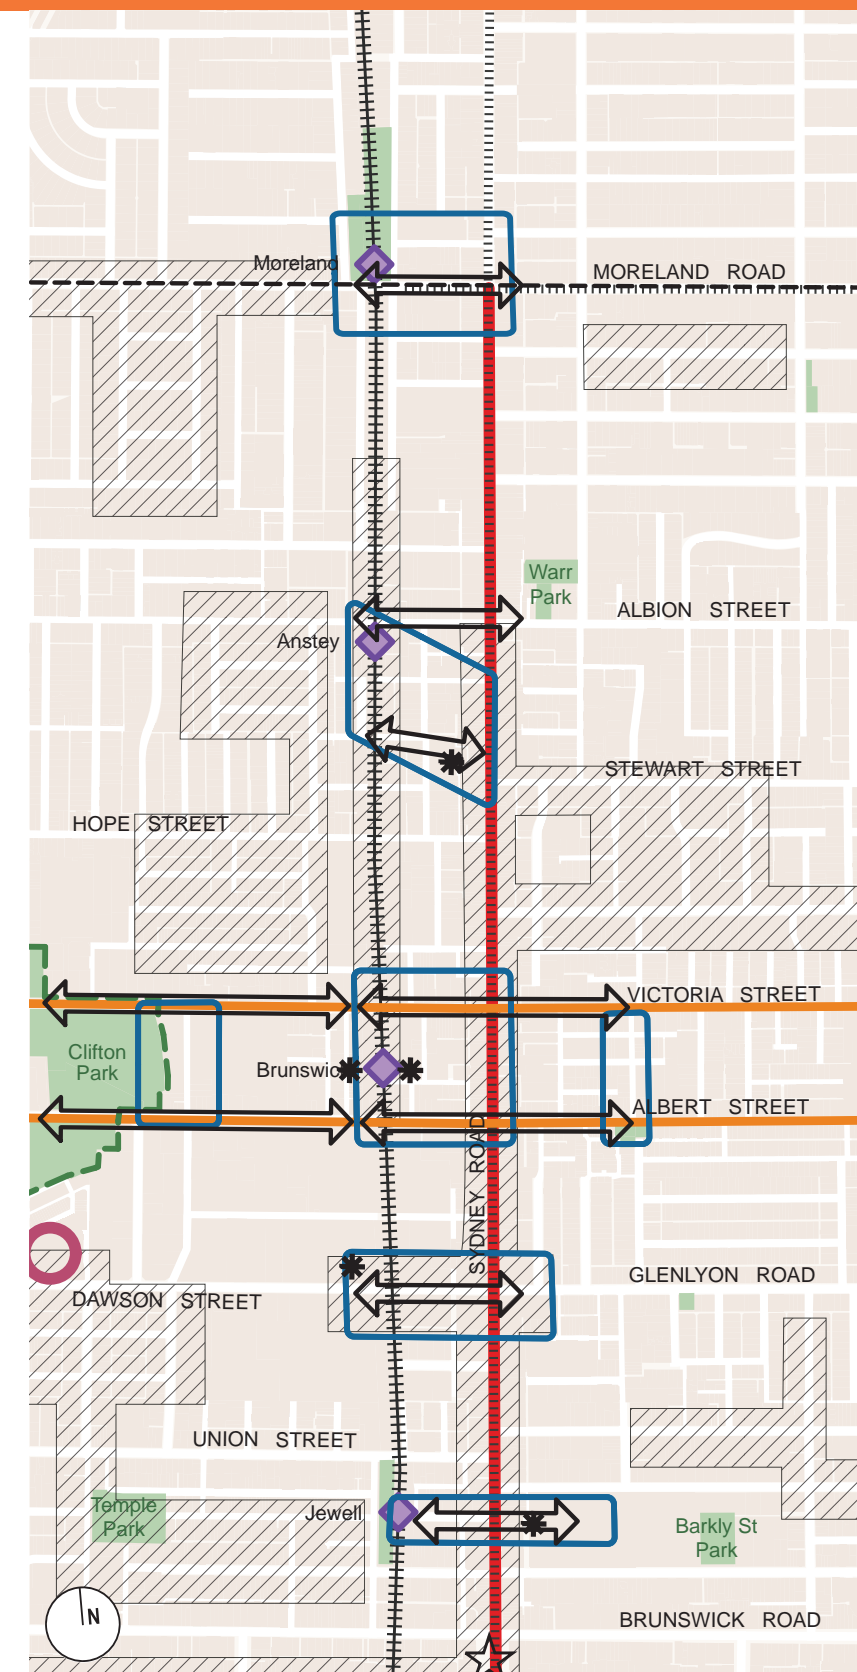 Moreland
MORELAND ROAD
Warr
Park
ALBION STREET
Anstey
STEWART STREET
HOPE STREET
VICTORIA STREET
Clifton
Park
Brunswic
ALBERT STREET
SYDNEY ROAD
GLENLYON ROAD
DAWSON STREET
UNION STREET
Temple
Park
Jewell
Barkly St
Park
N
BRUNSWICK ROAD